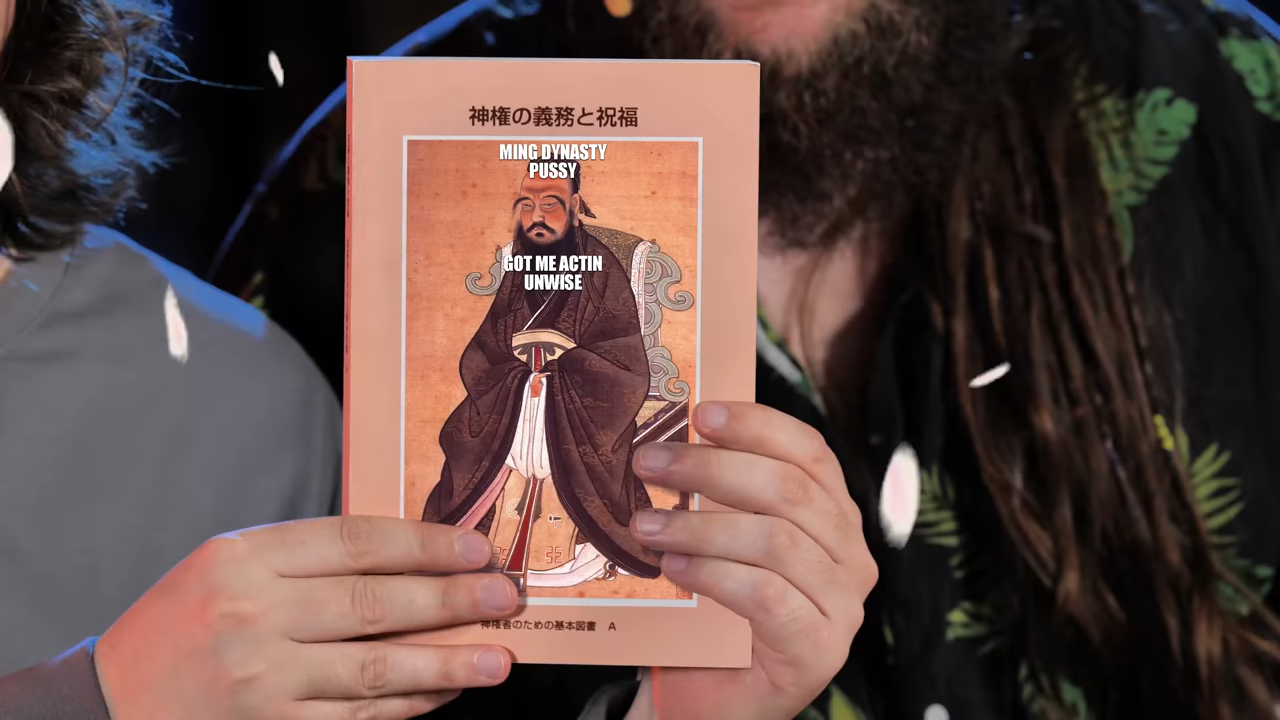 神権の義務と祝福
MING DYNASTY
PUSSY
GOT ME ACTIN
UNWISE
神権者のための基本図書 A